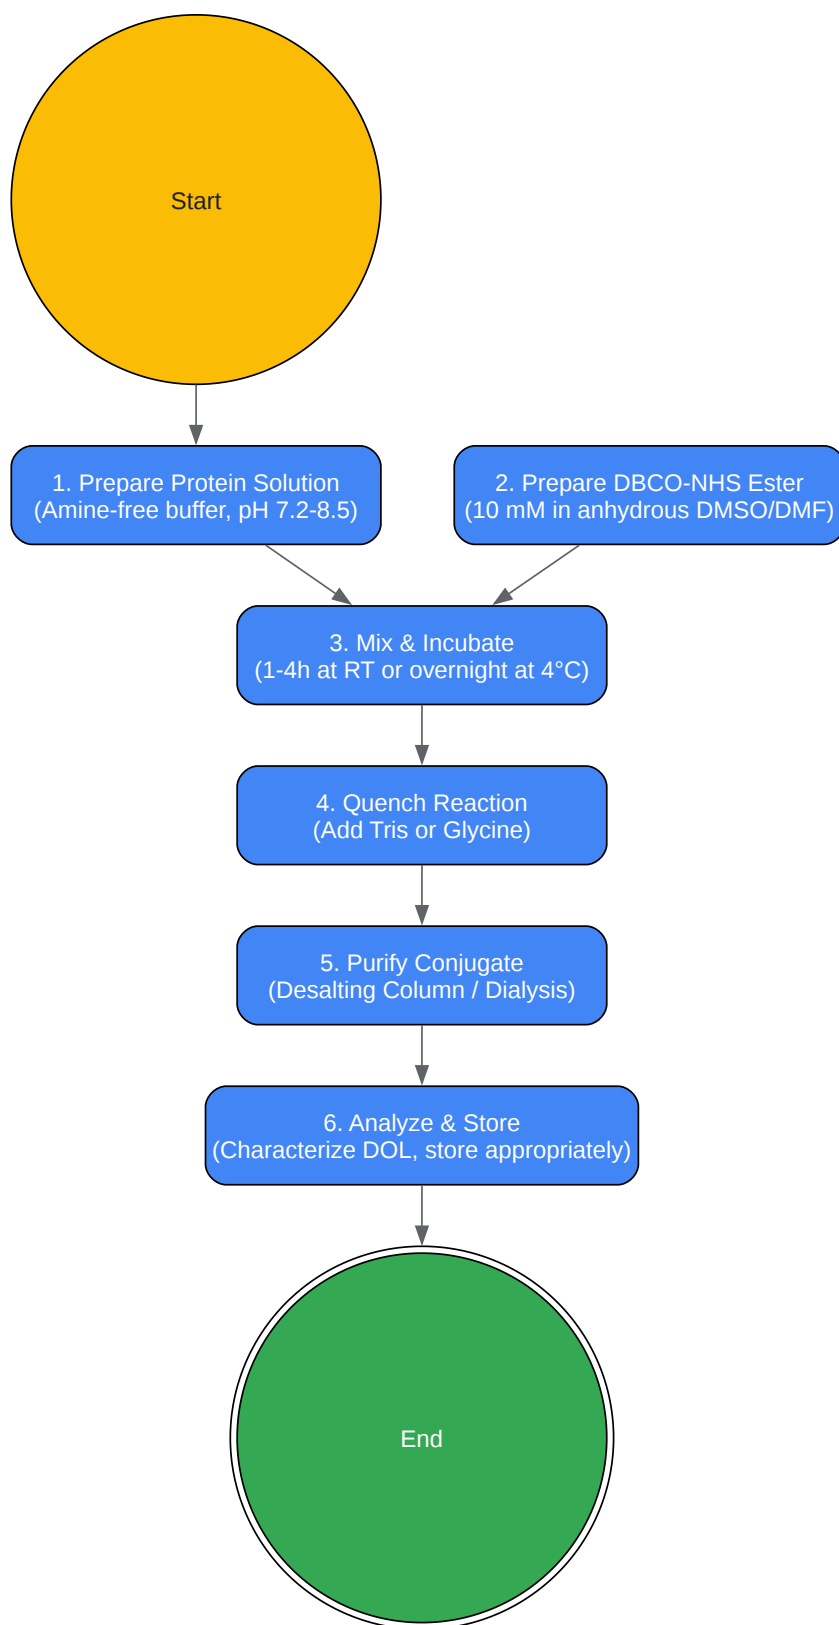 Start
1. Prepare Protein Solution
(Amine-free buffer, pH 7.2-8.5)
2. Prepare DBCO-NHS Ester
(10 mM in anhydrous DMSO/DMF)
3. Mix & Incubate
(1-4h at RT or overnight at 4°C)
4. Quench Reaction
(Add Tris or Glycine)
5. Purify Conjugate
(Desalting Column / Dialysis)
6. Analyze & Store
(Characterize DOL, store appropriately)
End